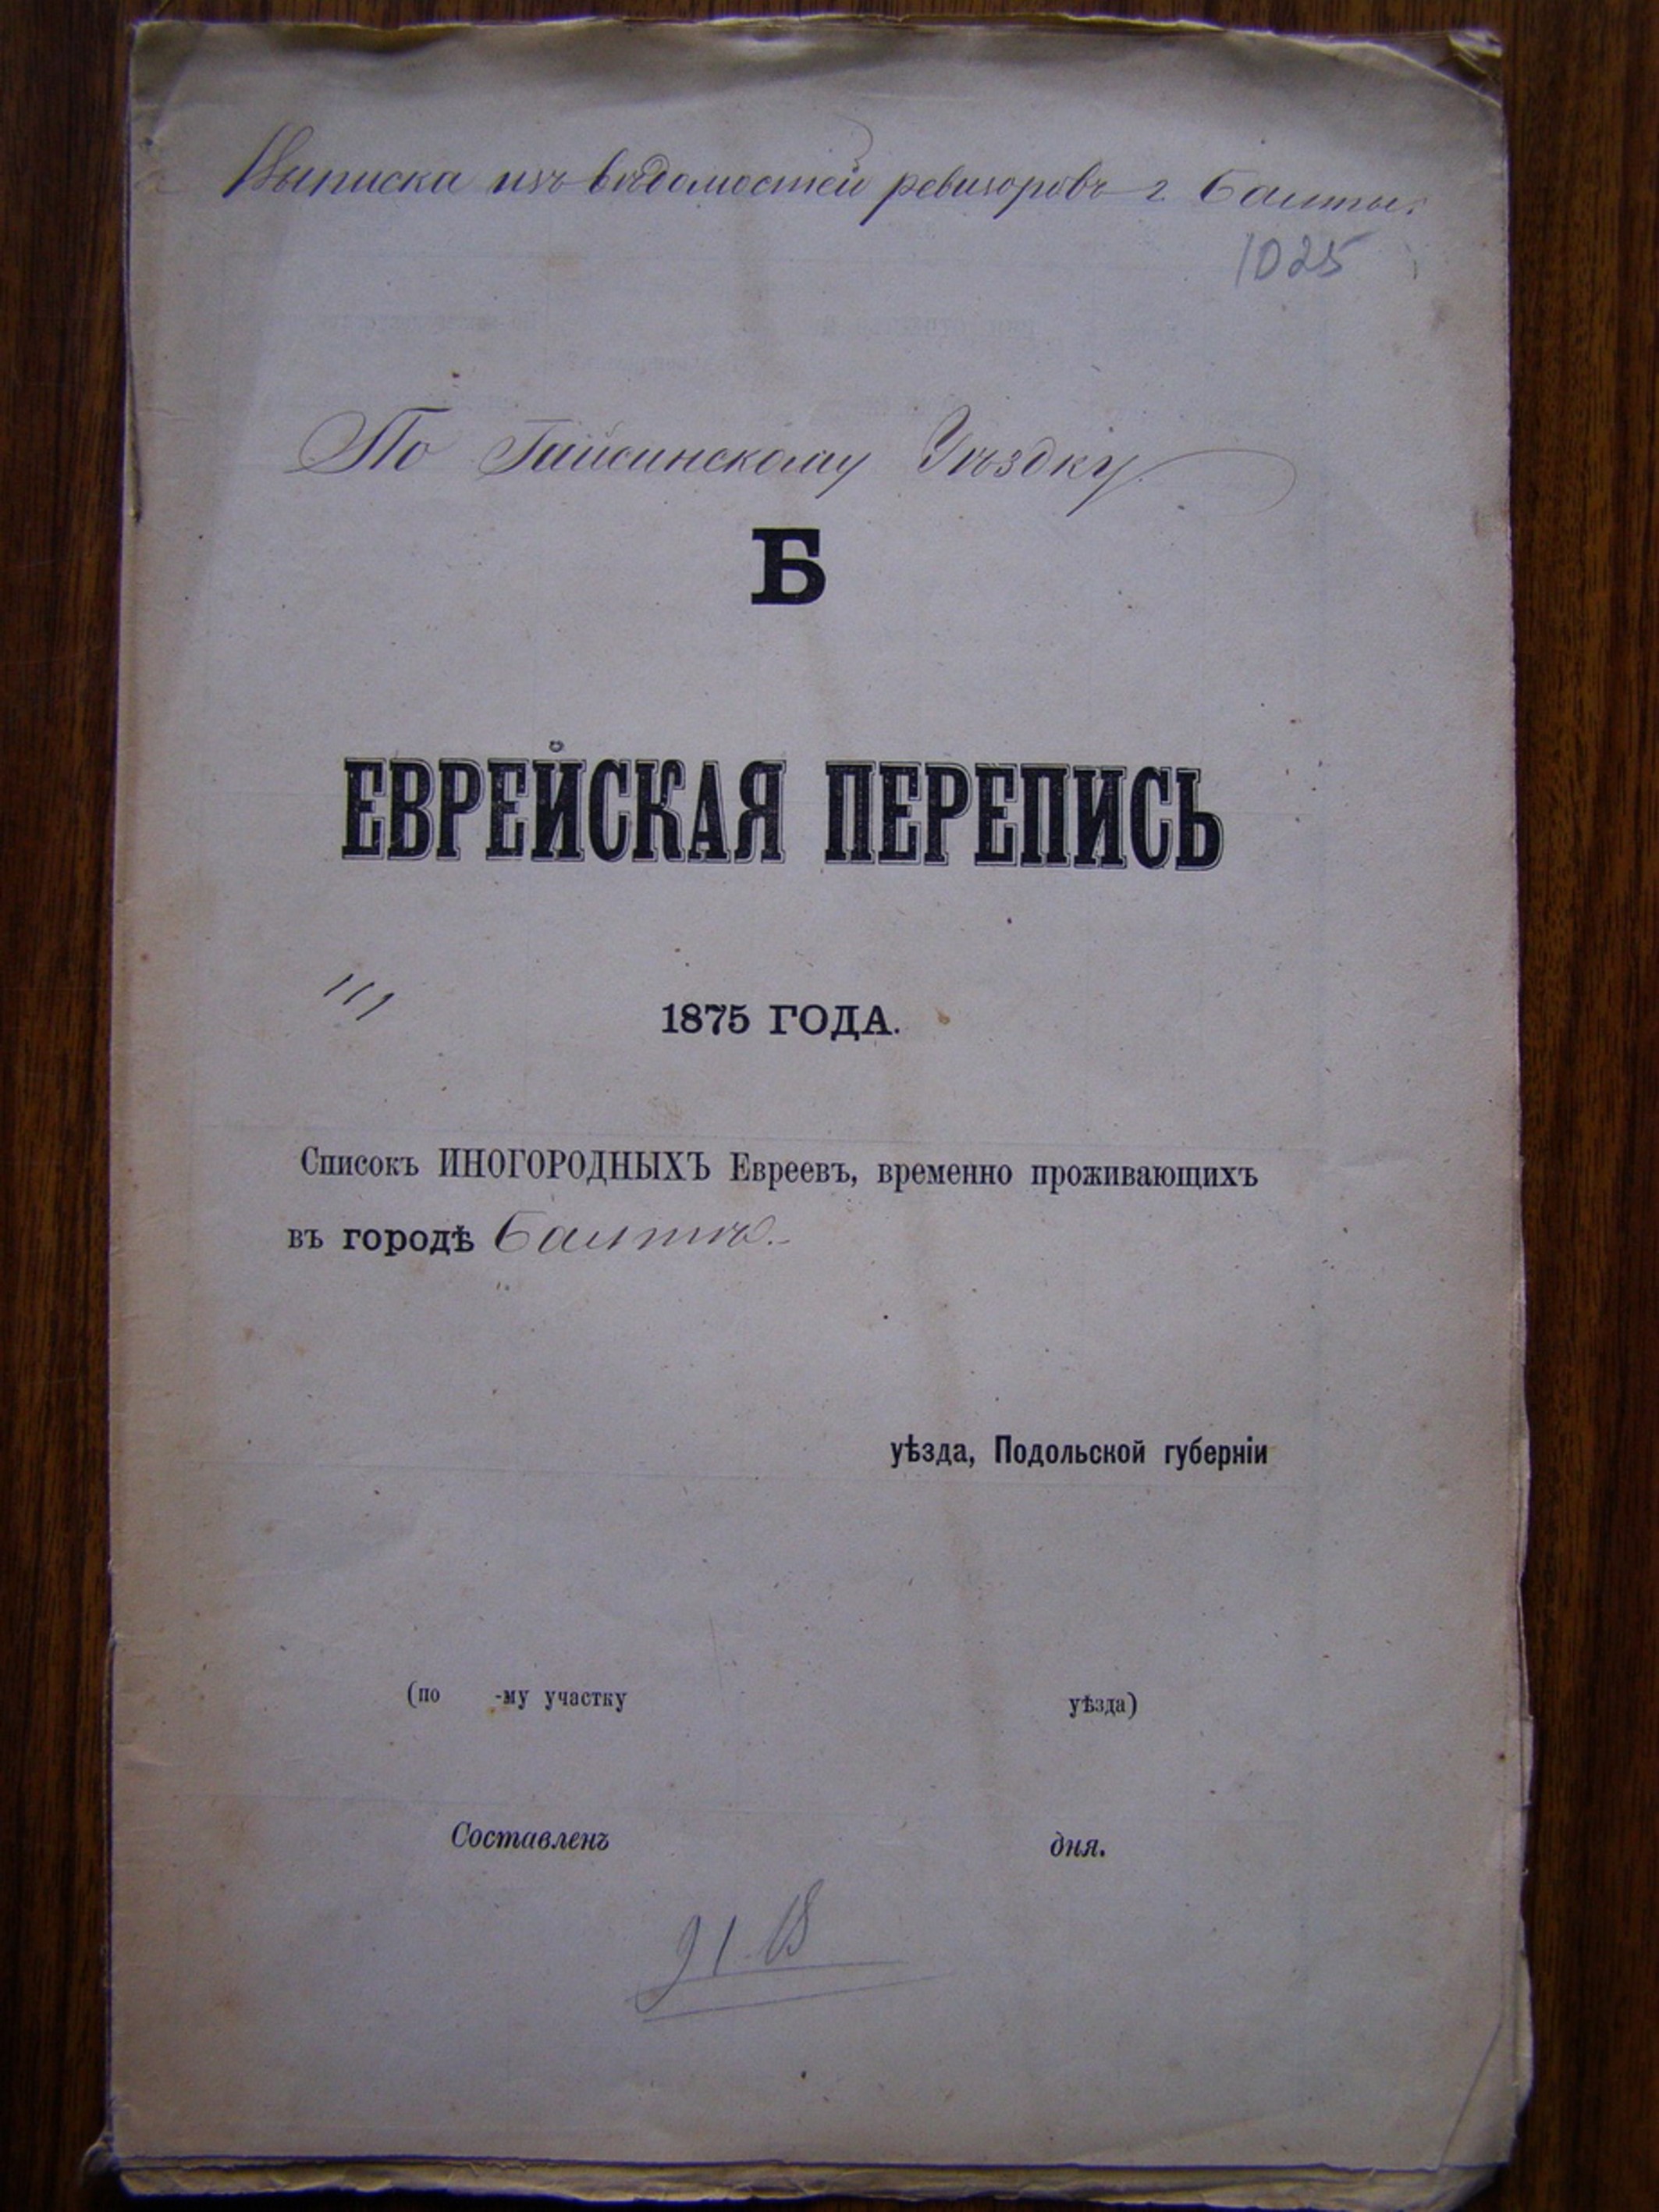 Выписка изъ вѣдомостей ревизоровъ г. Балты.
1025
По Гайсинскому Уѣзду
Б
ЕВРЕЙСКАЯ ПЕРЕПИСЬ
1875 ГОДА.
Списокъ ИНОГОРОДНЫХЪ Евреевъ, временно проживающихъ
въ городѣ Балтѣ.
уѣзда, Подольской губерніи
(по -му участку уѣзда)
Составленъ дня.